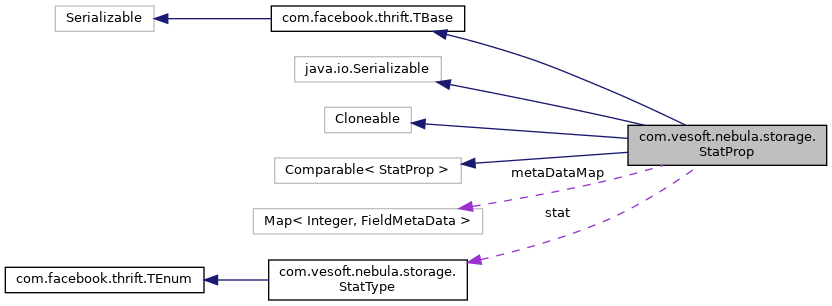 Serializable
com.facebook.thrift.TBase
java.io.Serializable
Cloneable
com.vesoft.nebula.storage.
StatProp
Comparable< StatProp >
metaDataMap
Map< Integer, FieldMetaData >
stat
com.facebook.thrift.TEnum
com.vesoft.nebula.storage.
StatType